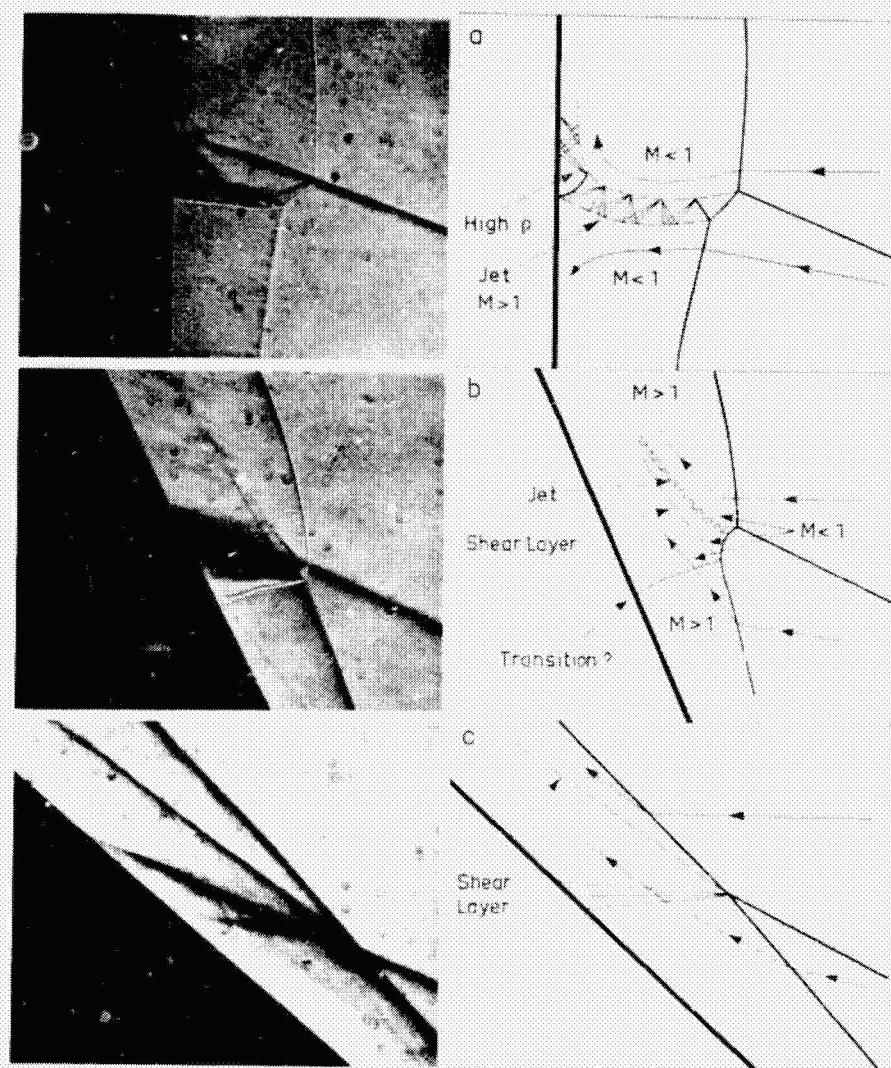 a
M < 1
High ρ
Jet
M > 1
M < 1
b
M > 1
Jet
M < 1
Shear Layer
M > 1
Transition ?
c
Shear
Layer